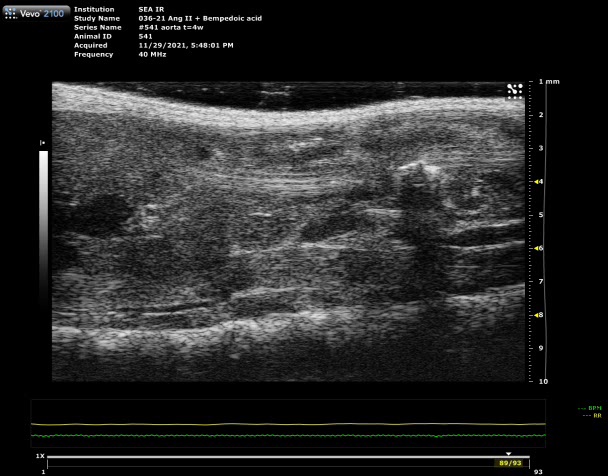 Vevo 2100
Institution SEA IR
Study Name 036-21 Ang II + Bempedoic acid
Series Name #541 aorta t=4w
Animal ID 541
Acquired 11/29/2021, 5:48:01 PM
Frequency 40 MHz
1 mm
2
3
4
5
6
7
8
9
10
BPM
RR
1X
89/93
1
93